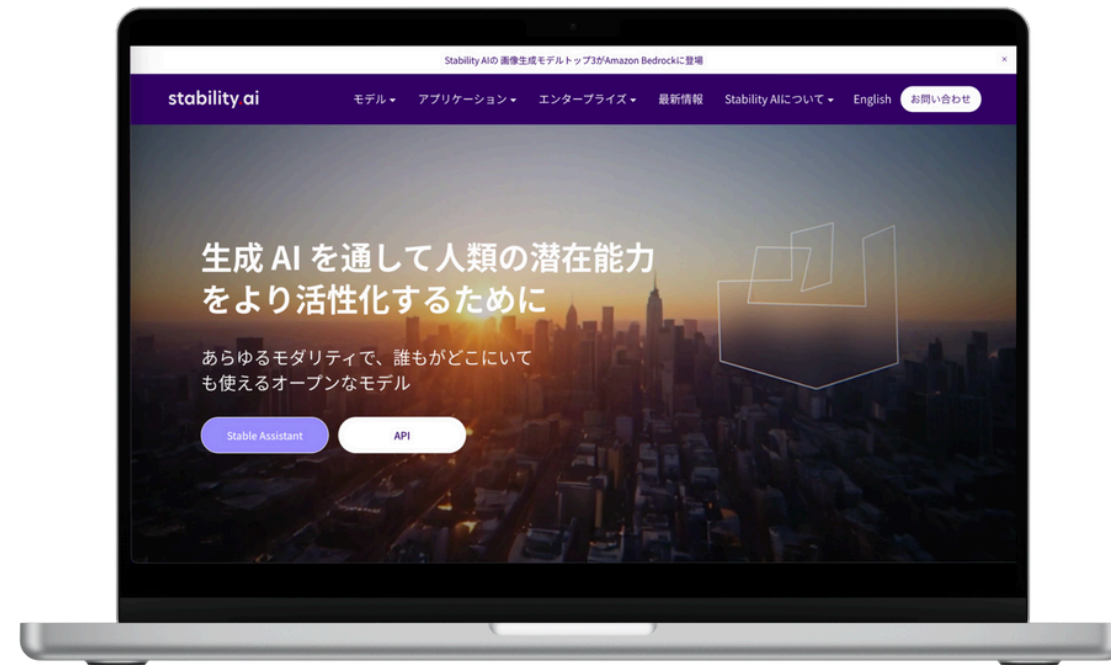 Stability AIの 画像生成モデルトップ3がAmazon Bedrockに登場 ×
stability.ai モデル アプリケーション エンタープライズ 最新情報 Stability AIについて English お問い合わせ
生成 AI を通して人類の潜在能力
をより活性化するために
あらゆるモダリティで、誰もがどこにいて
も使えるオープンなモデル
Stable Assistant API